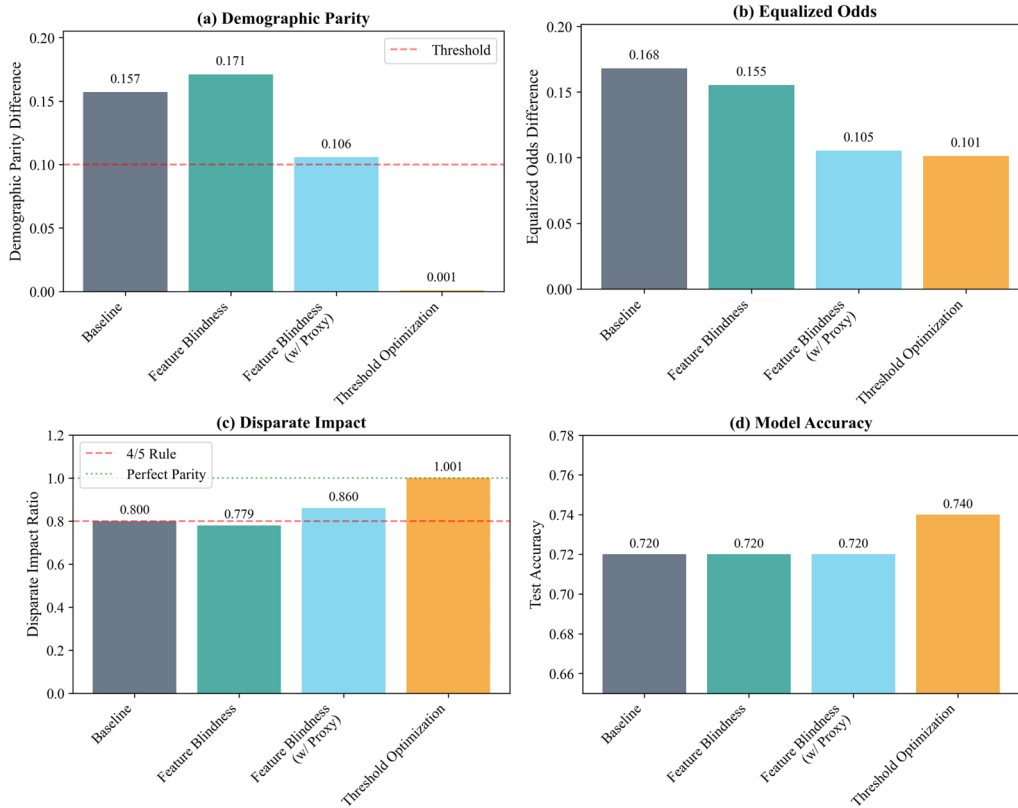 (a) Demographic Parity
Demographic Parity Difference
0.20
0.15
0.10
0.05
0.00
Threshold
0.157
0.171
0.106
0.001
Baseline
Feature Blindness
Feature Blindness
(w/ Proxy)
Threshold Optimization
(b) Equalized Odds
Equalized Odds Difference
0.20
0.15
0.10
0.05
0.00
0.168
0.155
0.105
0.101
Baseline
Feature Blindness
Feature Blindness
(w/ Proxy)
Threshold Optimization
(c) Disparate Impact
Disparate Impact Ratio
1.2
1.0
0.8
0.6
0.4
0.2
0.0
4/5 Rule
Perfect Parity
0.800
0.779
0.860
1.001
Baseline
Feature Blindness
Feature Blindness
(w/ Proxy)
Threshold Optimization
(d) Model Accuracy
Test Accuracy
0.78
0.76
0.74
0.72
0.70
0.68
0.66
0.720
0.720
0.720
0.740
Baseline
Feature Blindness
Feature Blindness
(w/ Proxy)
Threshold Optimization